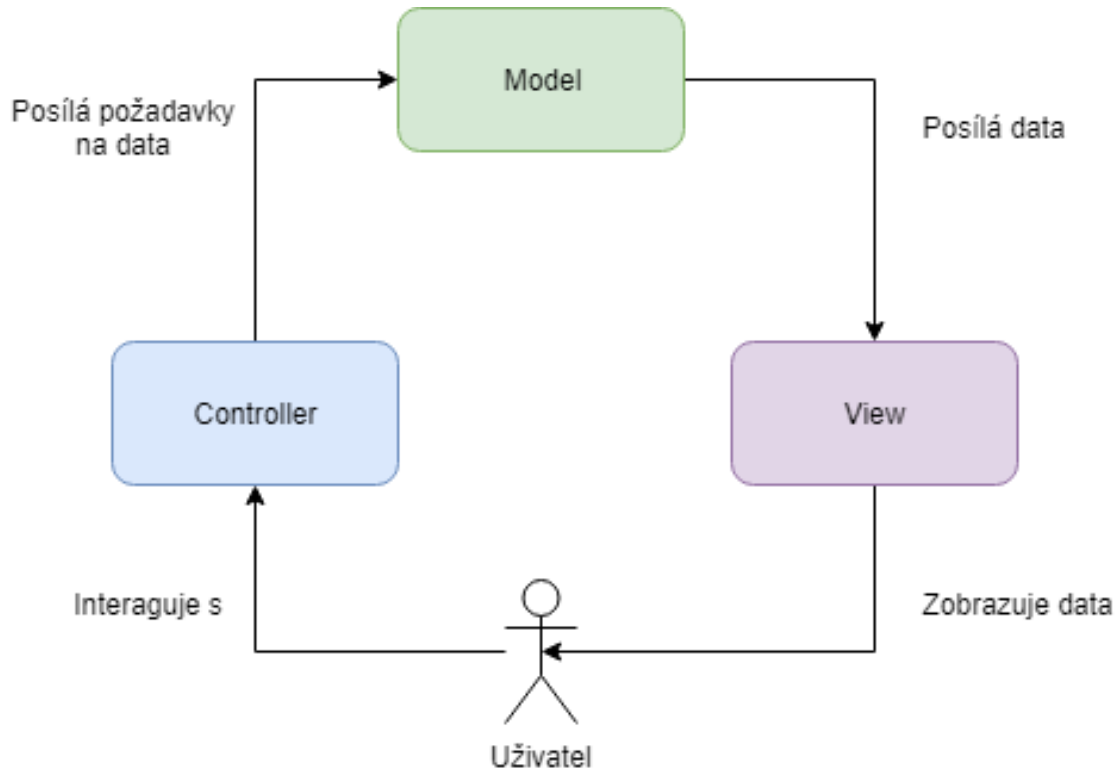 Model
Posílá požadavky
na data
Posílá data
Controller
View
Interaguje s
Zobrazuje data
Uživatel